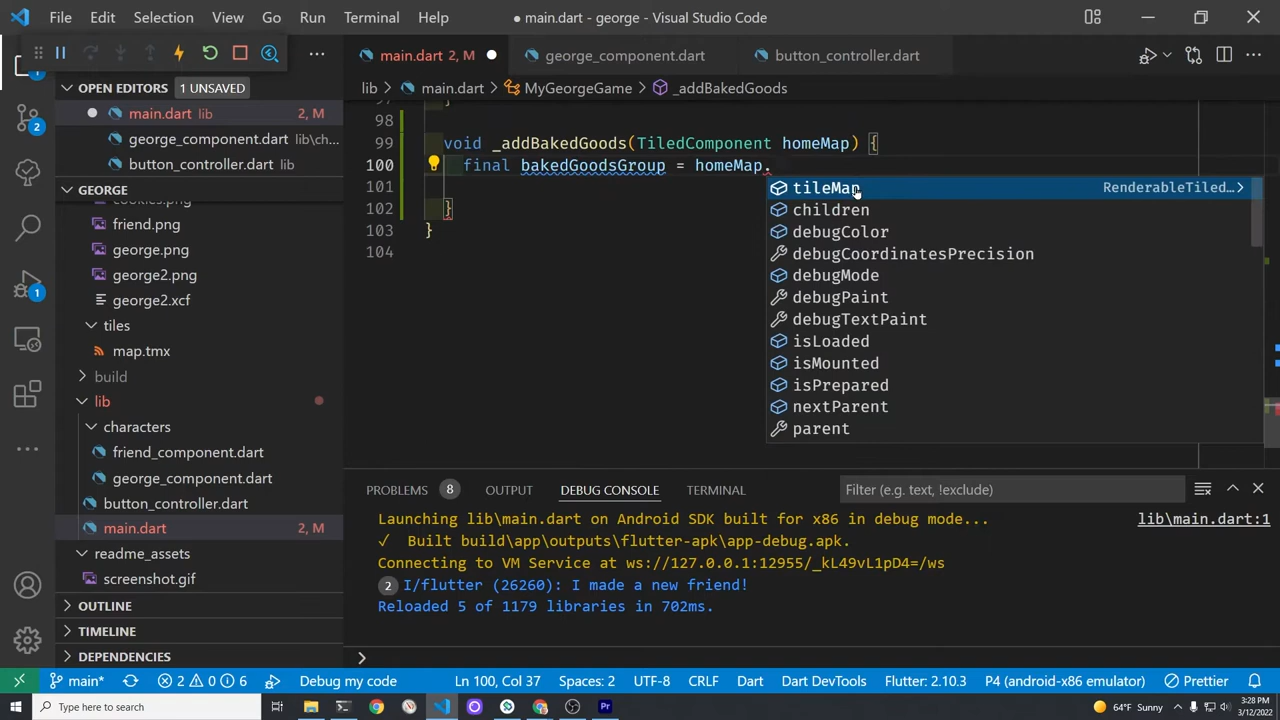 File Edit Selection View Go Run Terminal Help
● main.dart - george - Visual Studio Code
main.dart 2, M ●
george_component.dart
button_controller.dart
lib > main.dart > MyGeorgeGame > _addBakedGoods
OPEN EDITORS 1 UNSAVED
● main.dart lib 2, M
george_component.dart lib\ch...
button_controller.dart lib
GEORGE
friend.png
george.png
george2.png
george2.xcf
tiles
map.tmx
build
lib
characters
friend_component.dart
george_component.dart
button_controller.dart
main.dart 2, M
readme_assets
screenshot.gif
OUTLINE
TIMELINE
DEPENDENCIES
1
2
1
98
99 void _addBakedGoods(TiledComponent homeMap) {
100 final bakedGoodsGroup = homeMap.
101
102 }
103 }
104
tileMap RenderableTiled…
children
debugColor
debugCoordinatesPrecision
debugMode
debugPaint
debugTextPaint
isLoaded
isMounted
isPrepared
nextParent
parent
PROBLEMS 8 OUTPUT DEBUG CONSOLE TERMINAL
Filter (e.g. text, !exclude)
Launching lib\main.dart on Android SDK built for x86 in debug mode... lib\main.dart:1
✓ Built build\app\outputs\flutter-apk\app-debug.apk.
Connecting to VM Service at ws://127.0.0.1:12955/_kL49vL1pD4=/ws
2 I/flutter (26260): I made a new friend!
Reloaded 5 of 1179 libraries in 702ms.
main* 2 0 6 Debug my code Ln 100, Col 37 Spaces: 2 UTF-8 CRLF Dart Dart DevTools Flutter: 2.10.3 P4 (android-x86 emulator) Prettier
Type here to search
64°F Sunny
3:28 PM
3/12/2022